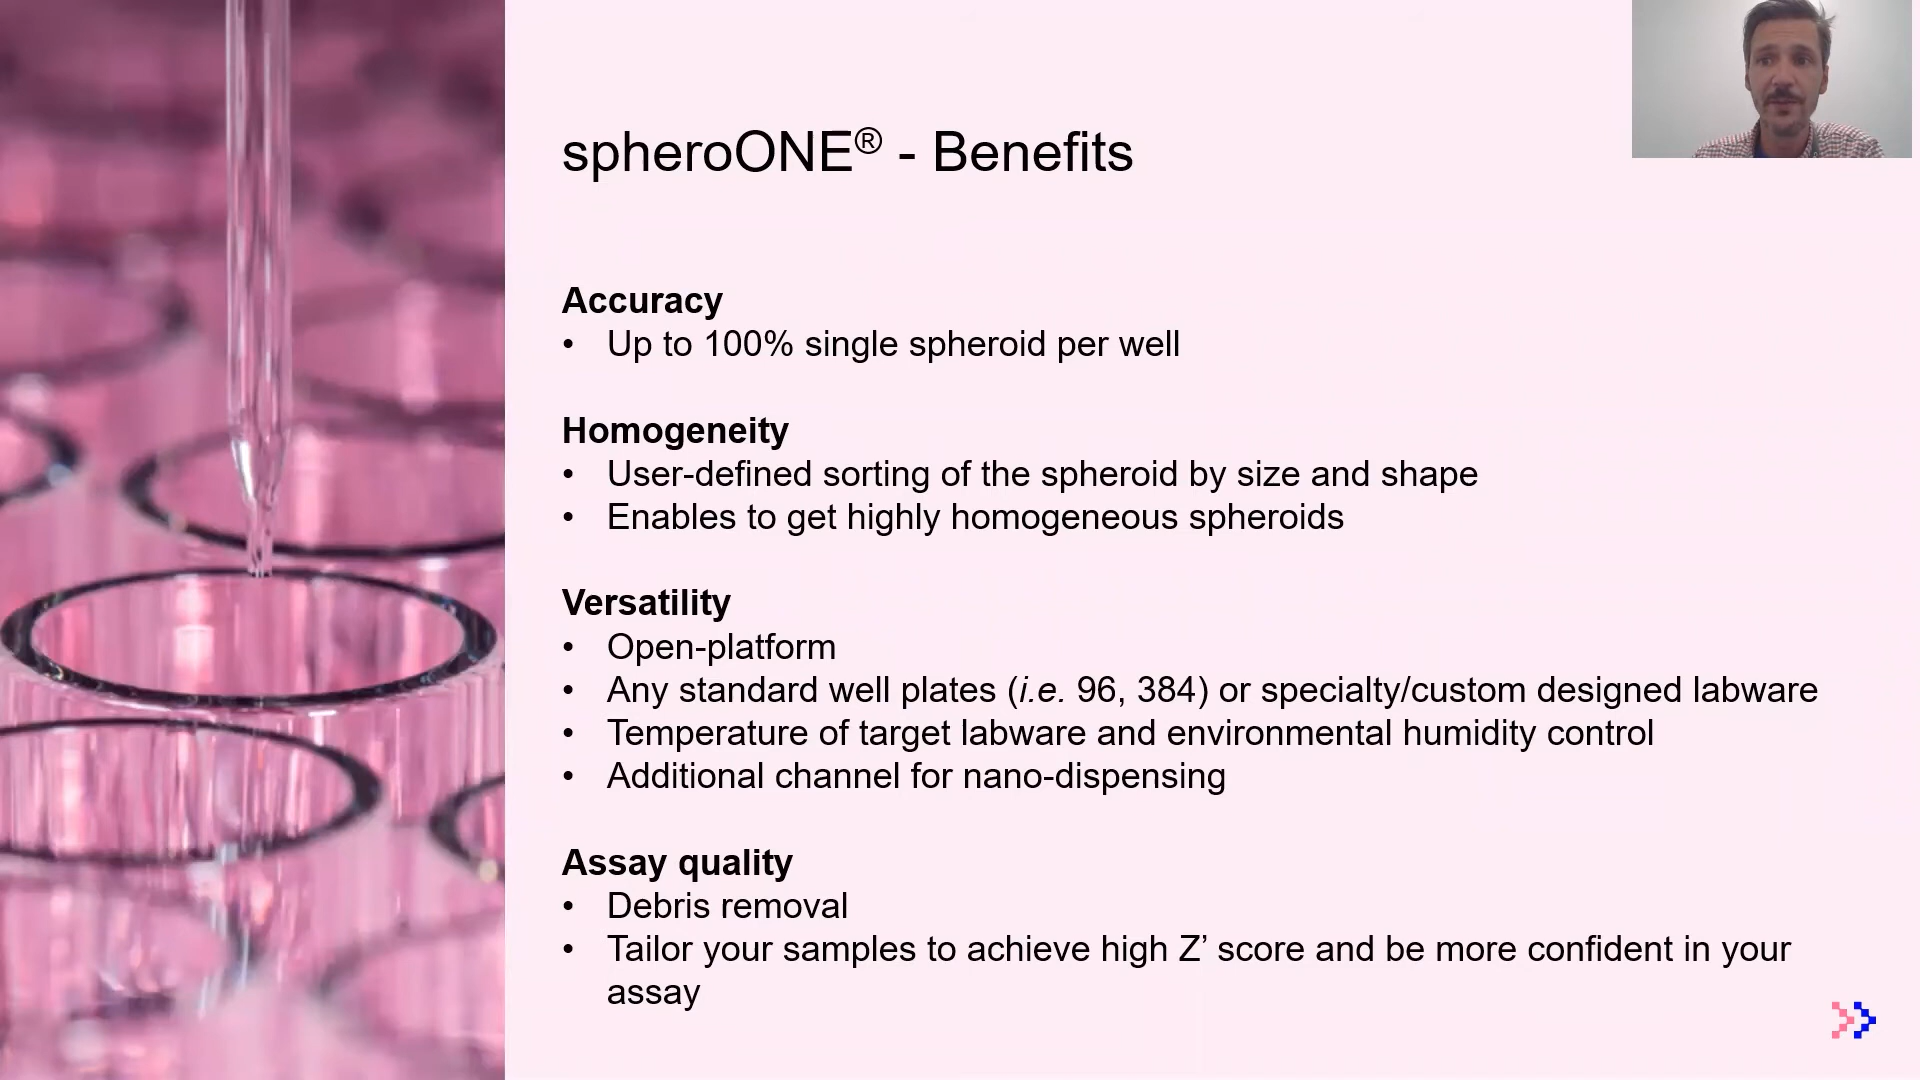 spheroONE® - Benefits
Accuracy
• Up to 100% single spheroid per well
Homogeneity
• User-defined sorting of the spheroid by size and shape
• Enables to get highly homogeneous spheroids
Versatility
• Open-platform
• Any standard well plates (i.e. 96, 384) or specialty/custom designed labware
• Temperature of target labware and environmental humidity control
• Additional channel for nano-dispensing
Assay quality
• Debris removal
• Tailor your samples to achieve high Z’ score and be more confident in your
assay